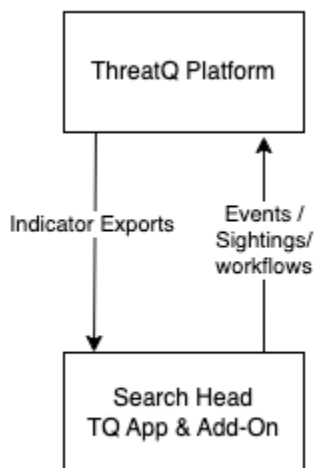 ThreatQ Platform
Indicator Exports
Events /
Sightings/
workflows
Search Head
TQ App & Add-On